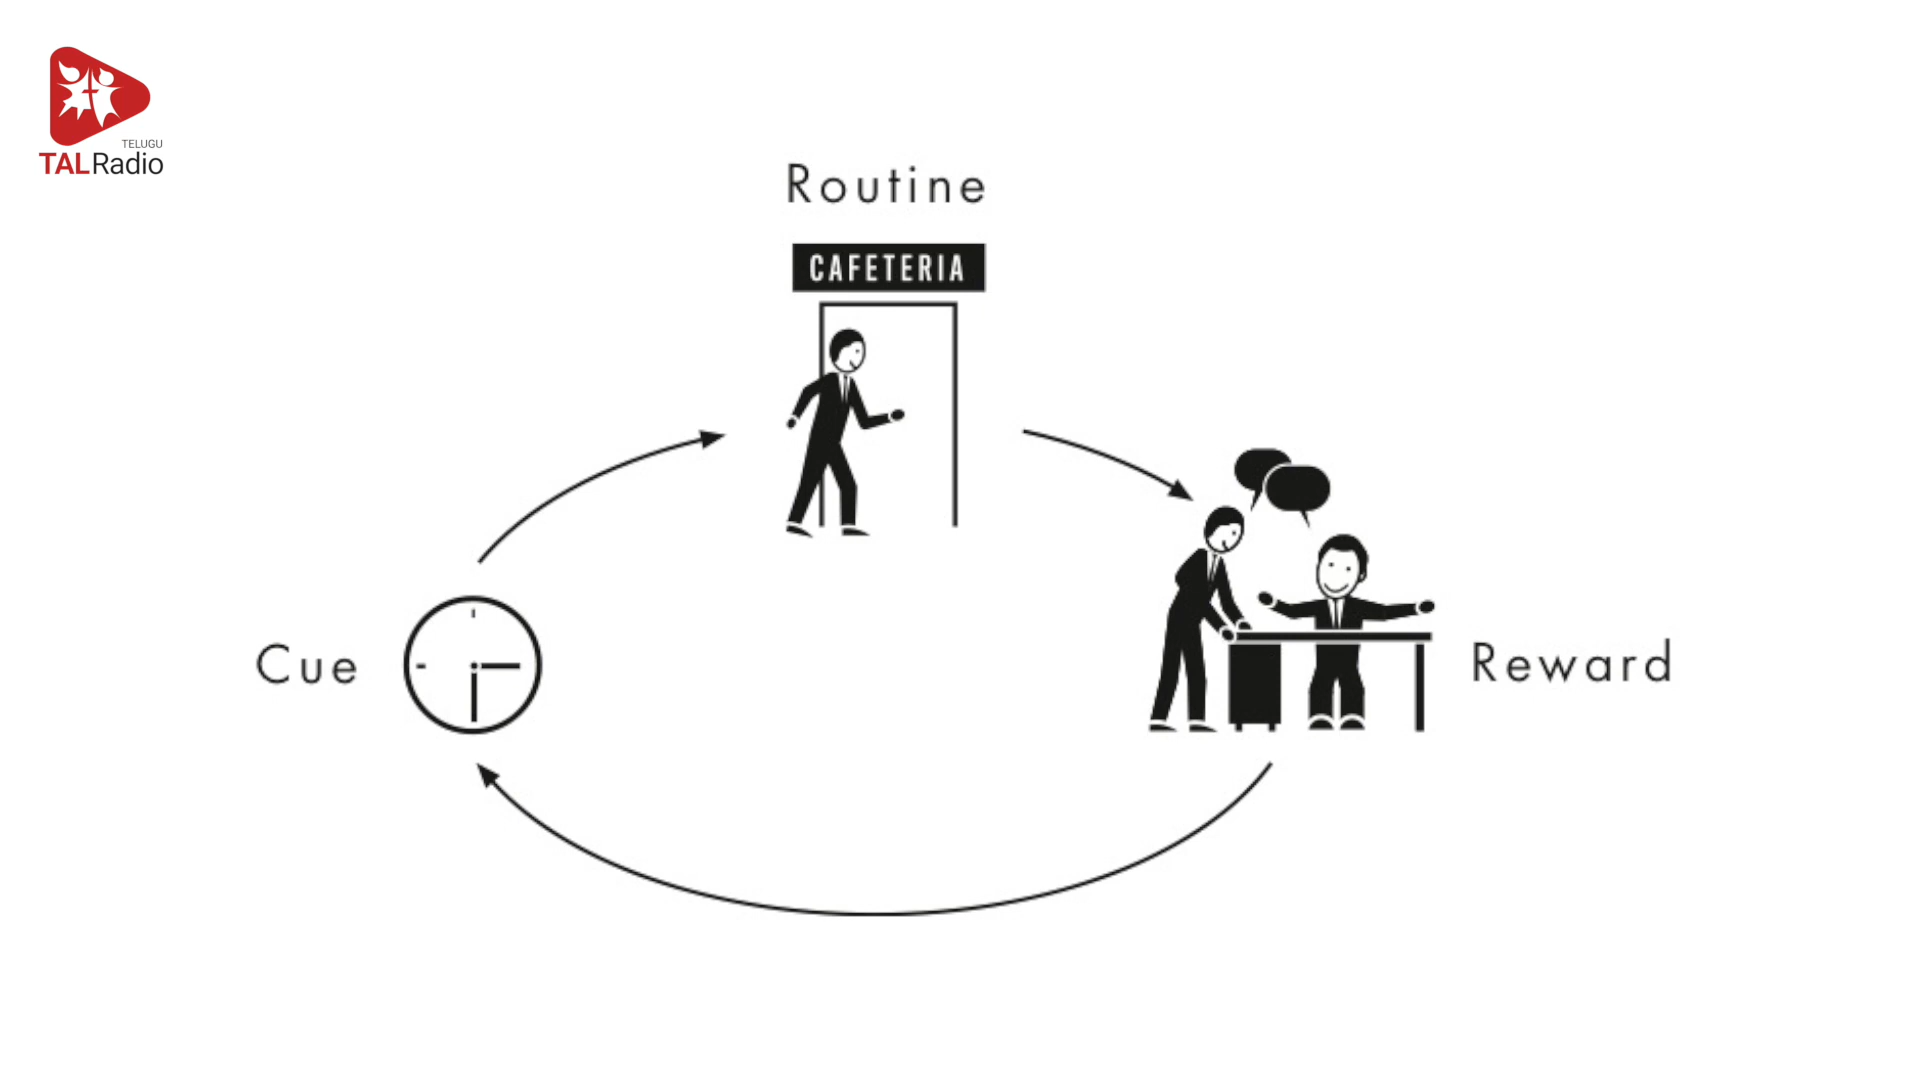 TELUGU
TALRadio
Routine
CAFETERIA
Cue
Reward